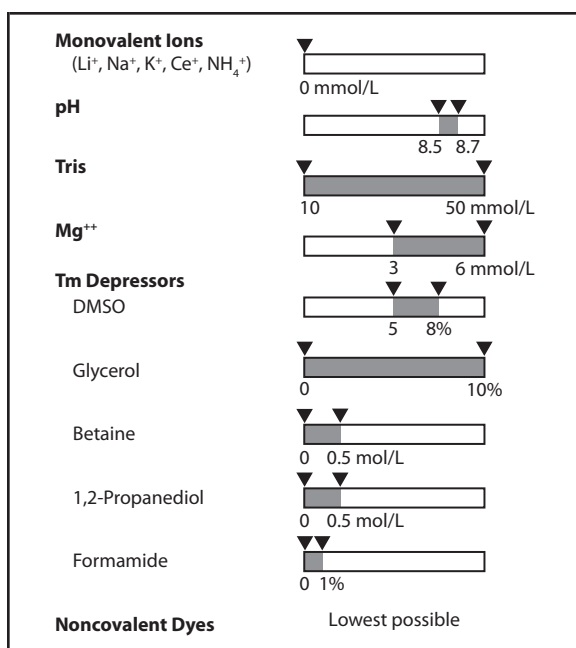 Monovalent Ions
(Li⁺, Na⁺, K⁺, Ce⁺, NH₄⁺)
0 mmol/L
pH
8.5 8.7
Tris
10 50 mmol/L
Mg⁺⁺
3 6 mmol/L
Tm Depressors
DMSO
5 8%
Glycerol
0 10%
Betaine
0 0.5 mol/L
1,2-Propanediol
0 0.5 mol/L
Formamide
0 1%
Noncovalent Dyes Lowest possible